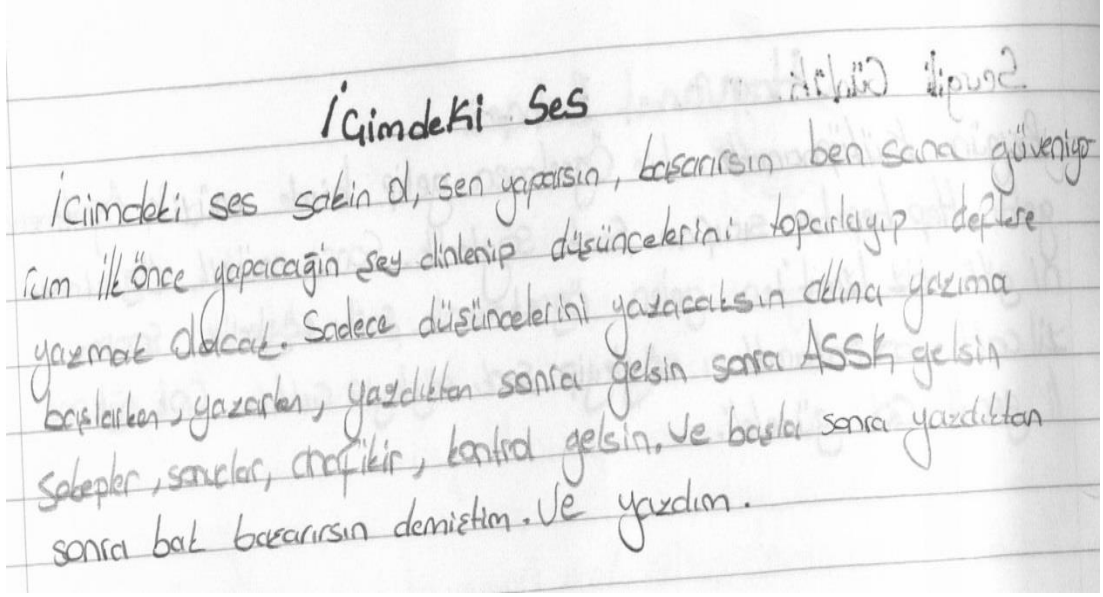 İçimdeki Ses
İçimdeki ses sakin ol, sen yaparsın, başarırsın ben sana güveniyo
rum ilk önce yapacağın şey dinlenip düşüncelerini toparlayıp deftere
yazmak olacak. Sadece düşüncelerini yazacaksın aklına yazıma
başlarken, yazarken, yazdıktan sonra gelsin sonra ASSK gelsin
sebepler, sonuçlar, anafikir, kontrol gelsin. Ve başla sonra yazdıktan
sonra bak başarırsın demiştim. Ve yazdım.